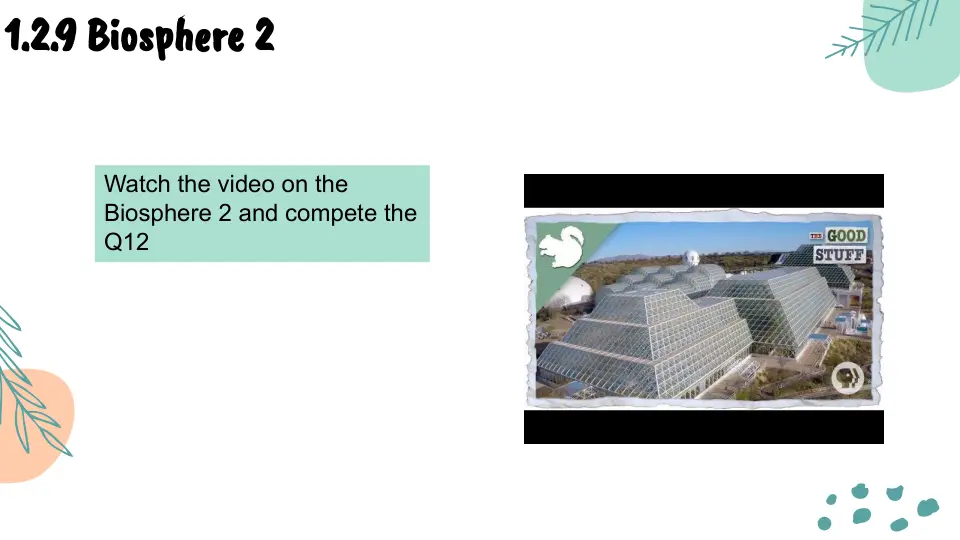 1.2.9 Biosphere 2
Watch the video on the
Biosphere 2 and compete the
Q12
THE GOOD
STUFF